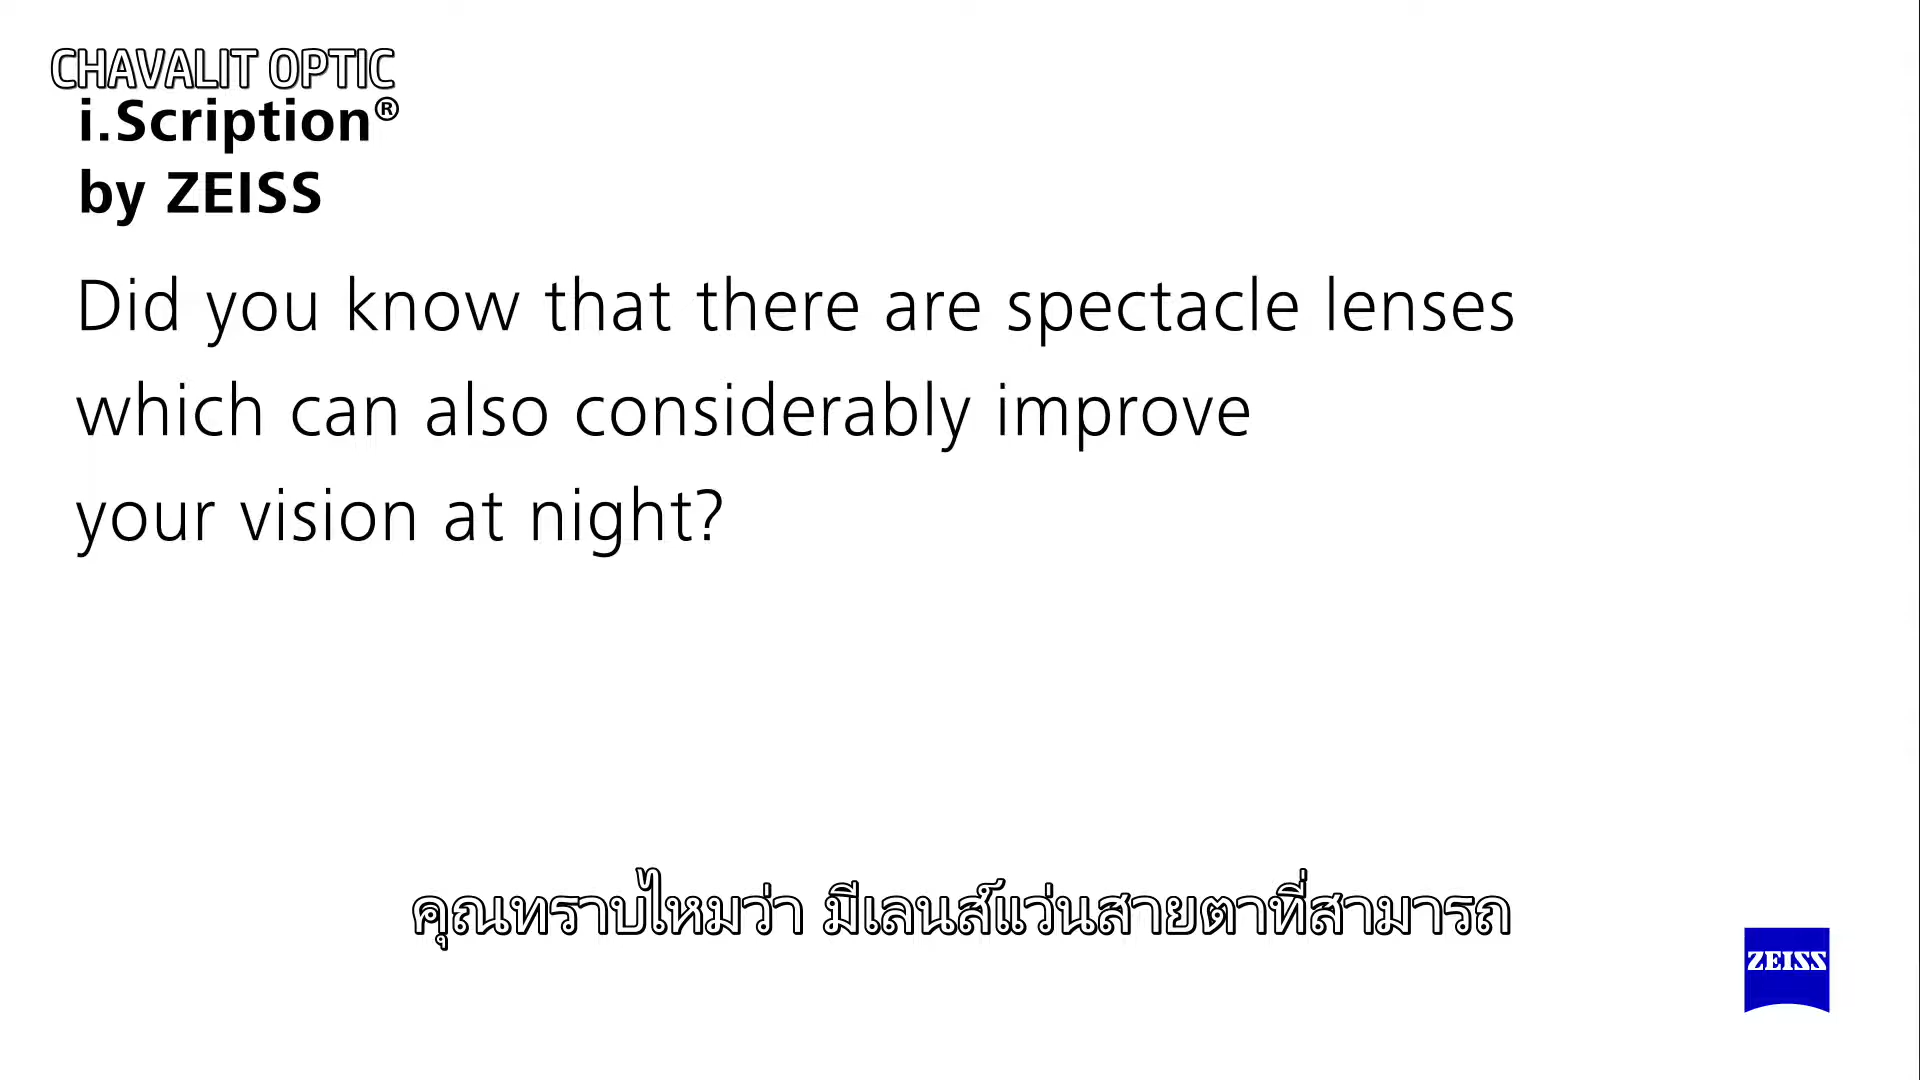 CHAVALIT OPTIC
i.Scription®
by ZEISS
Did you know that there are spectacle lenses
which can also considerably improve
your vision at night?
คุณทราบไหมว่า มีเลนส์แว่นสายตาที่สามารถ
ZEISS